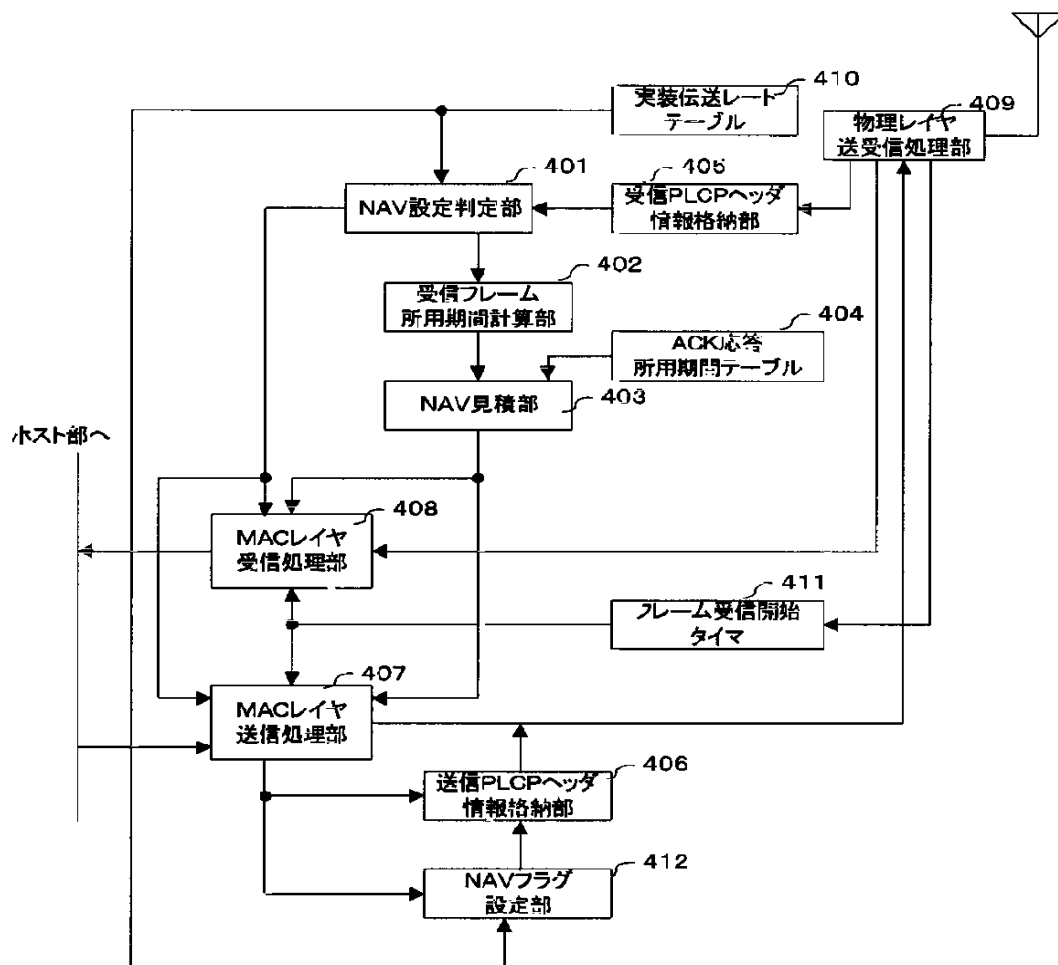 410
実装伝送レート
テーブル
409
物理レイヤ
送受信処理部
401
NAV設定判定部
405
受信PLCPヘッダ
情報格納部
402
受信フレーム
所用期間計算部
404
ACK応答
所用期間テーブル
NAV見積部
403
ホスト部へ
408
MACレイヤ
受信処理部
411
フレーム受信開始
タイマ
407
MACレイヤ
送信処理部
406
送信PLCPヘッダ
情報格納部
412
NAVフラグ
設定部